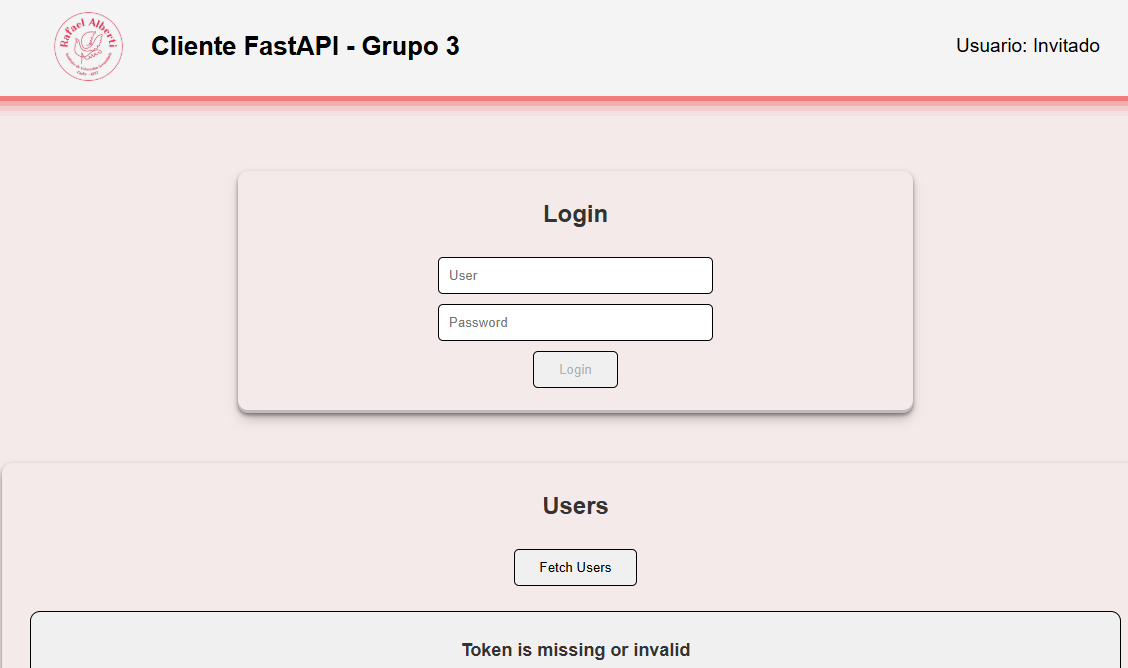 Rafael Alberti
Cliente FastAPI - Grupo 3
Usuario: Invitado
Login
User
Password
Login
Users
Fetch Users
Token is missing or invalid